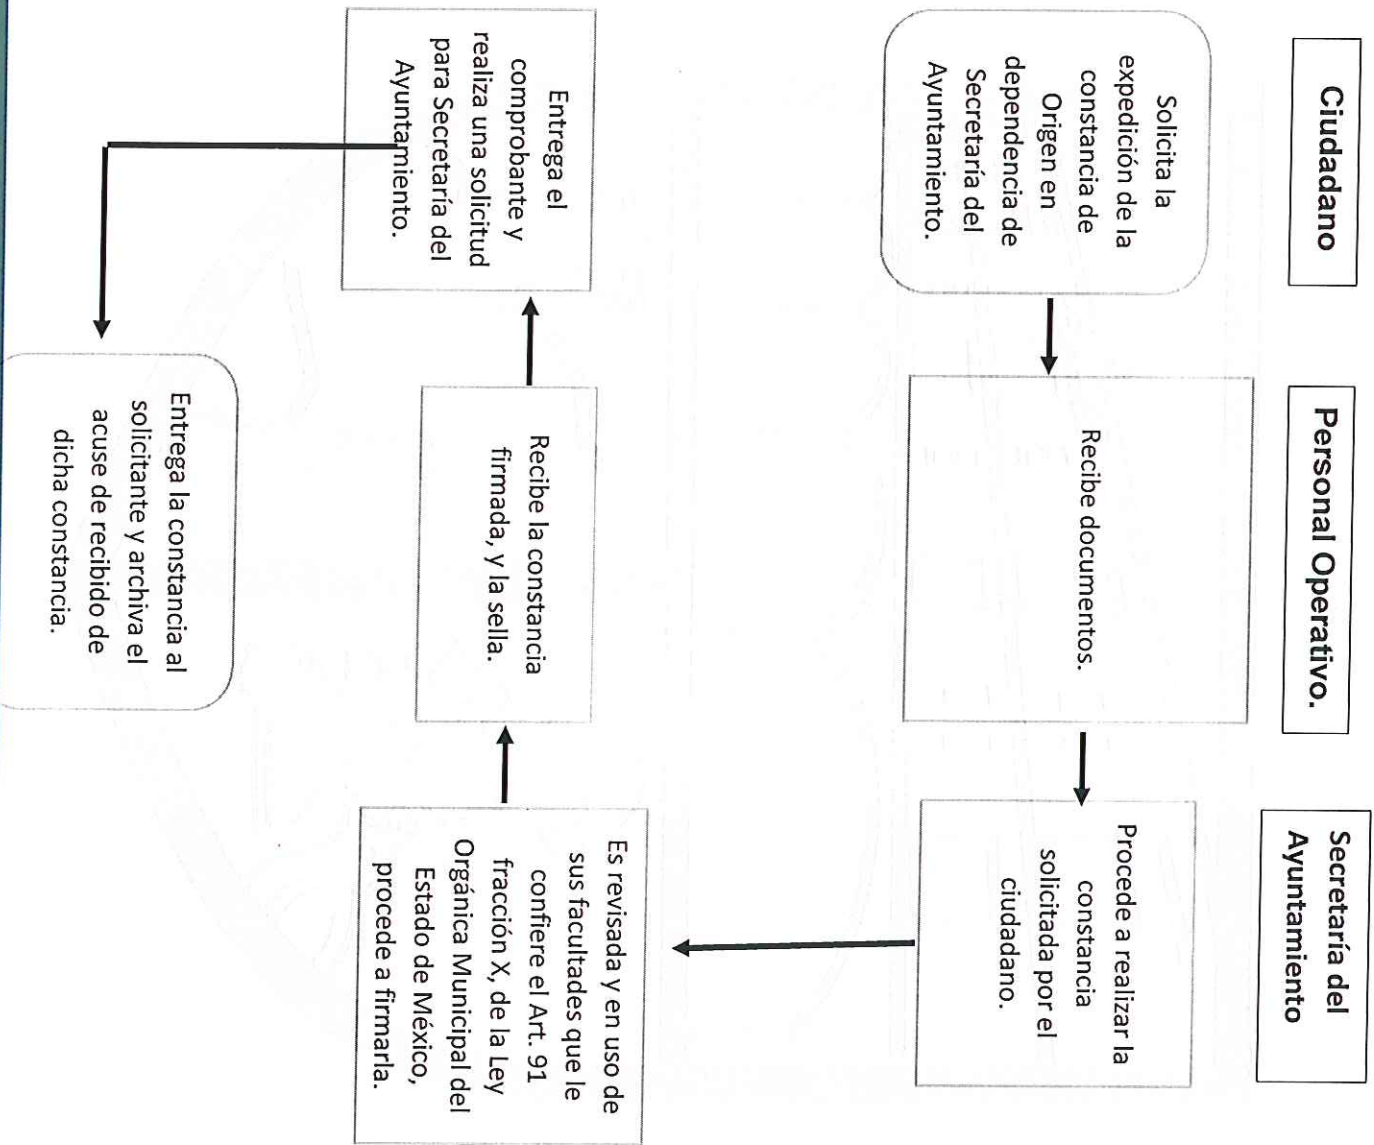 Ciudadano
Personal Operativo.
Secretaría del
Ayuntamiento
Solicita la
expedición de la
constancia de
Origen en
dependencia de
Secretaría del
Ayuntamiento.
Recibe documentos.
Procede a realizar la
constancia
solicitada por el
ciudadano.
Entrega el
comprobante y
realiza una solicitud
para Secretaría del
Ayuntamiento.
Recibe la constancia
firmada, y la sella.
Es revisada y en uso de
sus facultades que le
confiere el Art. 91
fracción X, de la Ley
Orgánica Municipal del
Estado de México,
procede a firmarla.
Entrega la constancia al
solicitante y archiva el
acuse de recibido de
dicha constancia.